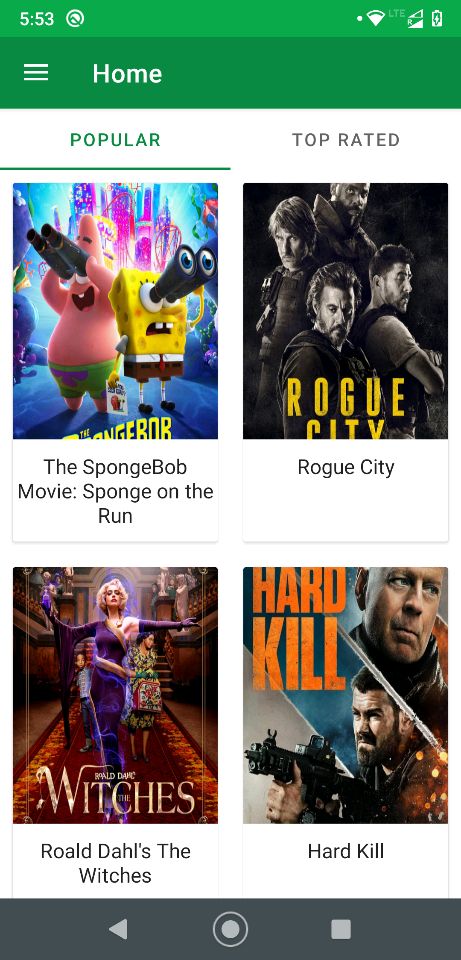 5:53
LTE
R
Home
POPULAR
TOP RATED
THE
SPONGEBOB
ROGUE
CITY
The SpongeBob
Movie: Sponge on the
Run
Rogue City
ROALD DAHL'S
THE
WITCHES
HARD
KILL
Roald Dahl's The
Witches
Hard Kill